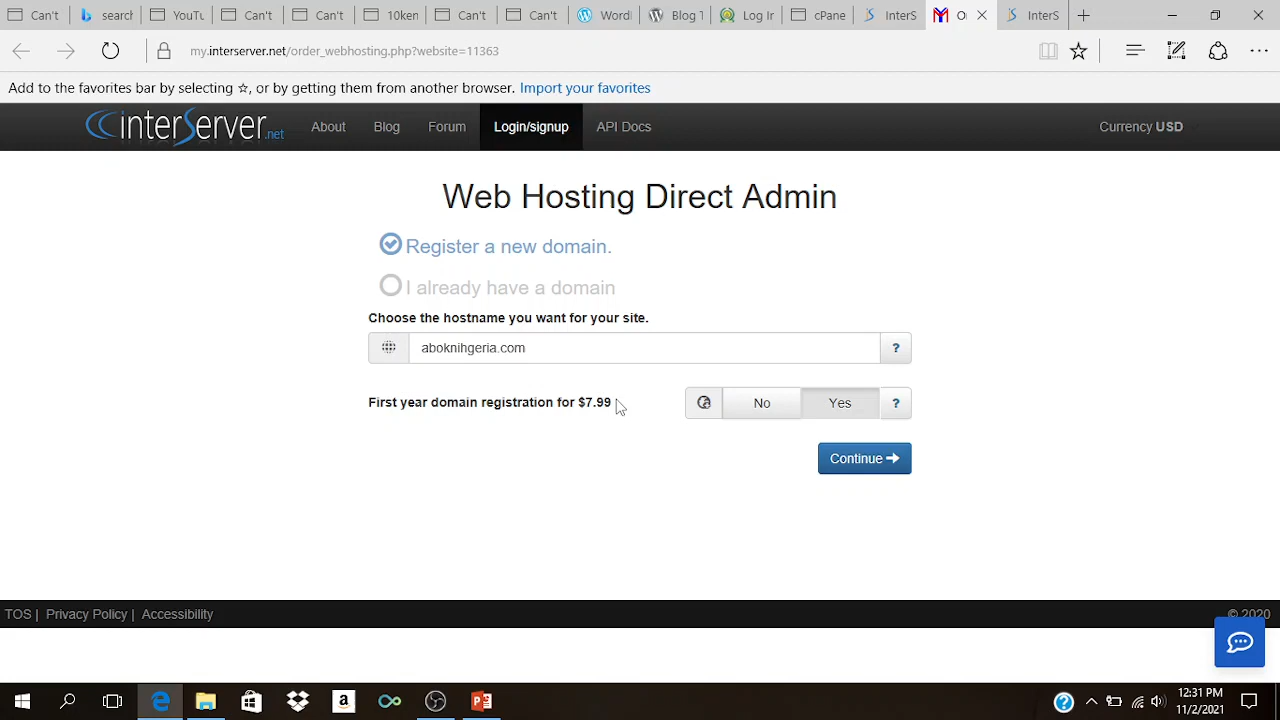 Can't
searc
YouTu
Can't
Can't
10ken
Can't
Can't
Wordl
Blog T
Log Ir
cPane
InterS
O
InterS
my.interserver.net/order_webhosting.php?website=11363
Add to the favorites bar by selecting ☆, or by getting them from another browser. Import your favorites
interServer.net
About
Blog
Forum
Login/signup
API Docs
Currency USD
Web Hosting Direct Admin
Register a new domain.
I already have a domain
Choose the hostname you want for your site.
aboknihgeria.com
?
First year domain registration for $7.99
No
Yes
?
Continue
TOS | Privacy Policy | Accessibility
© 2020
12:31 PM
11/2/2021